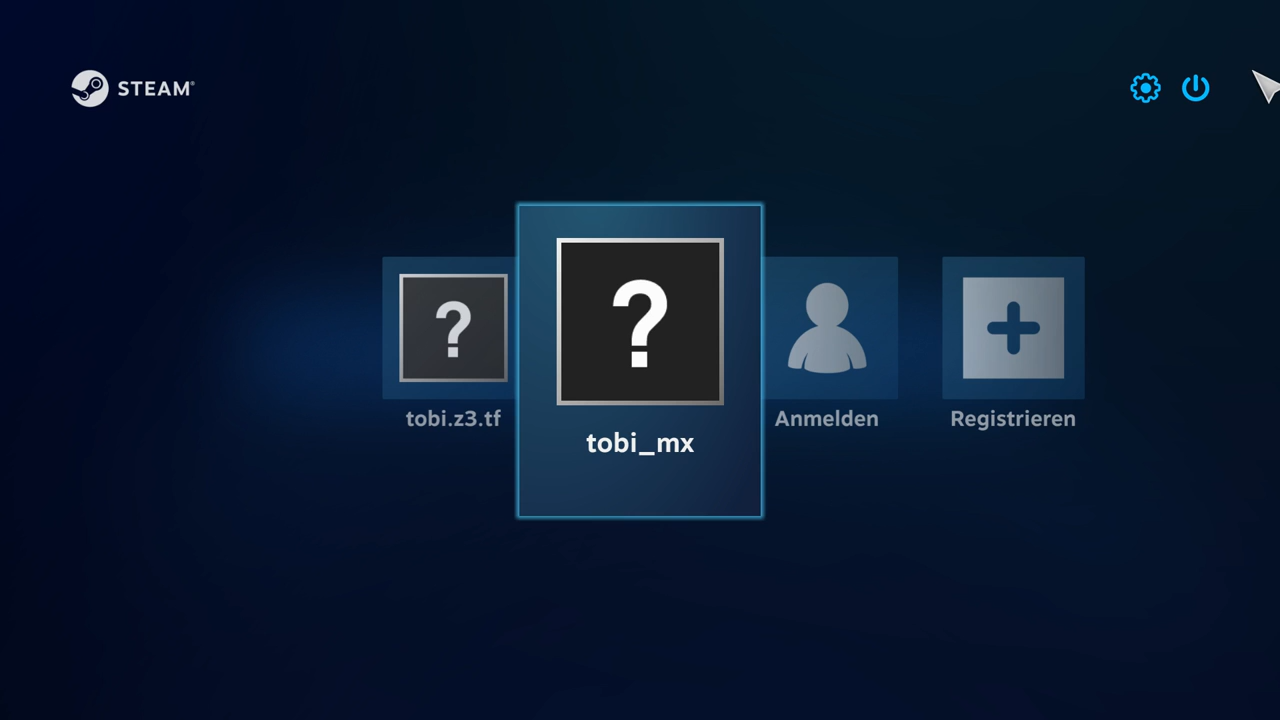 STEAM®
?
?
tobi.z3.tf
tobi_mx
Anmelden
Registrieren